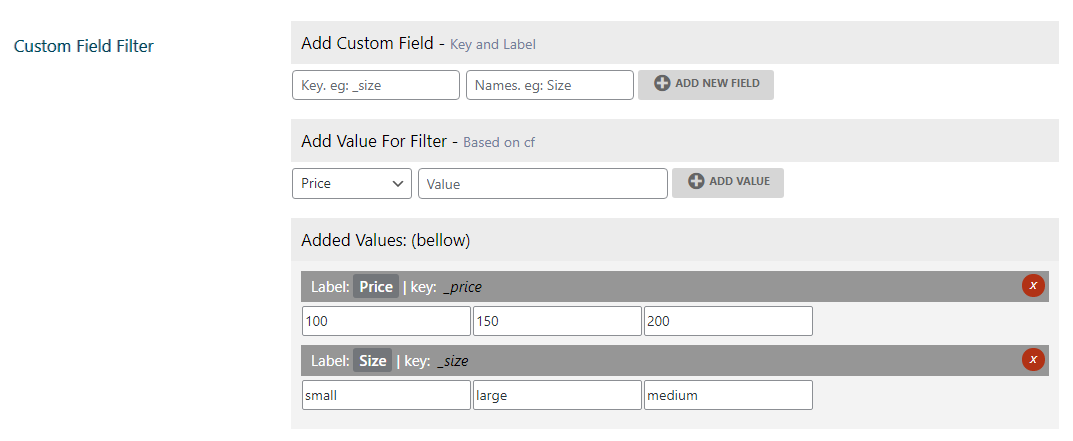 Custom Field Filter
Add Custom Field - Key and Label
Key. eg: _size
Names. eg: Size
ADD NEW FIELD
Add Value For Filter - Based on cf
Price
Value
ADD VALUE
Added Values: (bellow)
Label: Price | key: _price
x
100
150
200
Label: Size | key: _size
x
small
large
medium